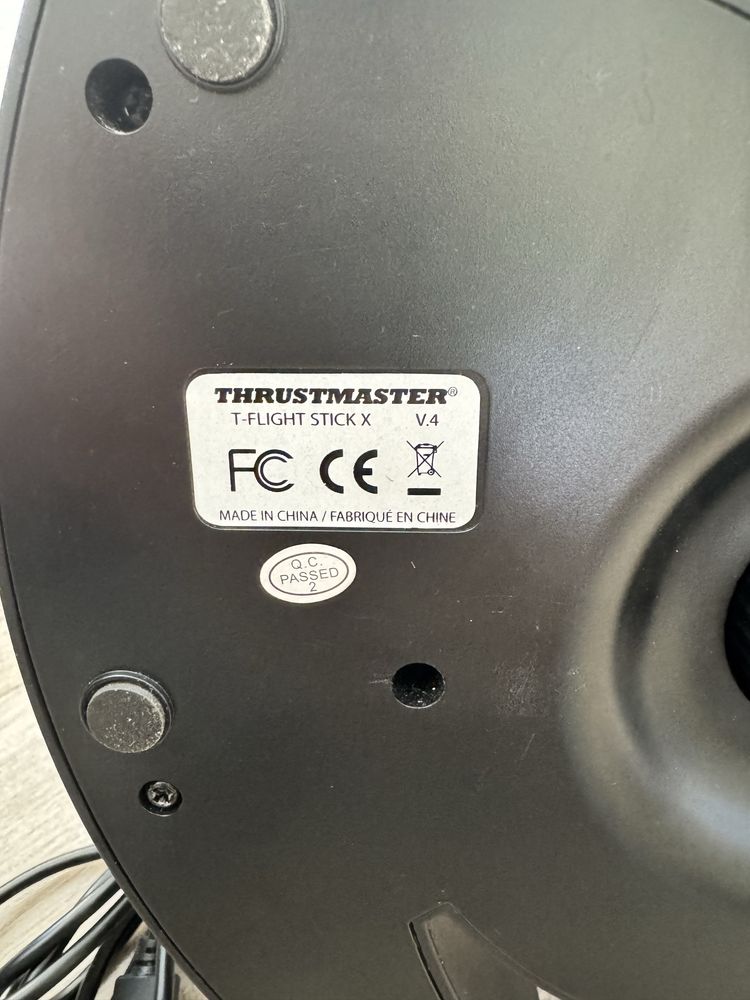 THRUSTMASTER®
T-FLIGHT STICK X V.4
FC CE
MADE IN CHINA / FABRIQUÉ EN CHINE
Q.C.
PASSED
2